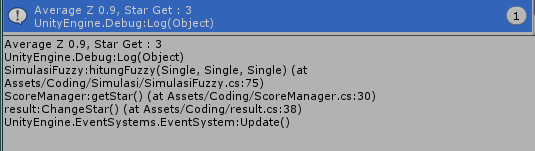 Average Z 0.9, Star Get : 3
UnityEngine.Debug:Log(Object)
1
Average Z 0.9, Star Get : 3
UnityEngine.Debug:Log(Object)
SimulasiFuzzy:hitungFuzzy(Single, Single, Single) (at
Assets/Coding/Simulasi/SimulasiFuzzy.cs:75)
ScoreManager:getStar() (at Assets/Coding/ScoreManager.cs:30)
result:ChangeStar() (at Assets/Coding/result.cs:38)
UnityEngine.EventSystems.EventSystem:Update()